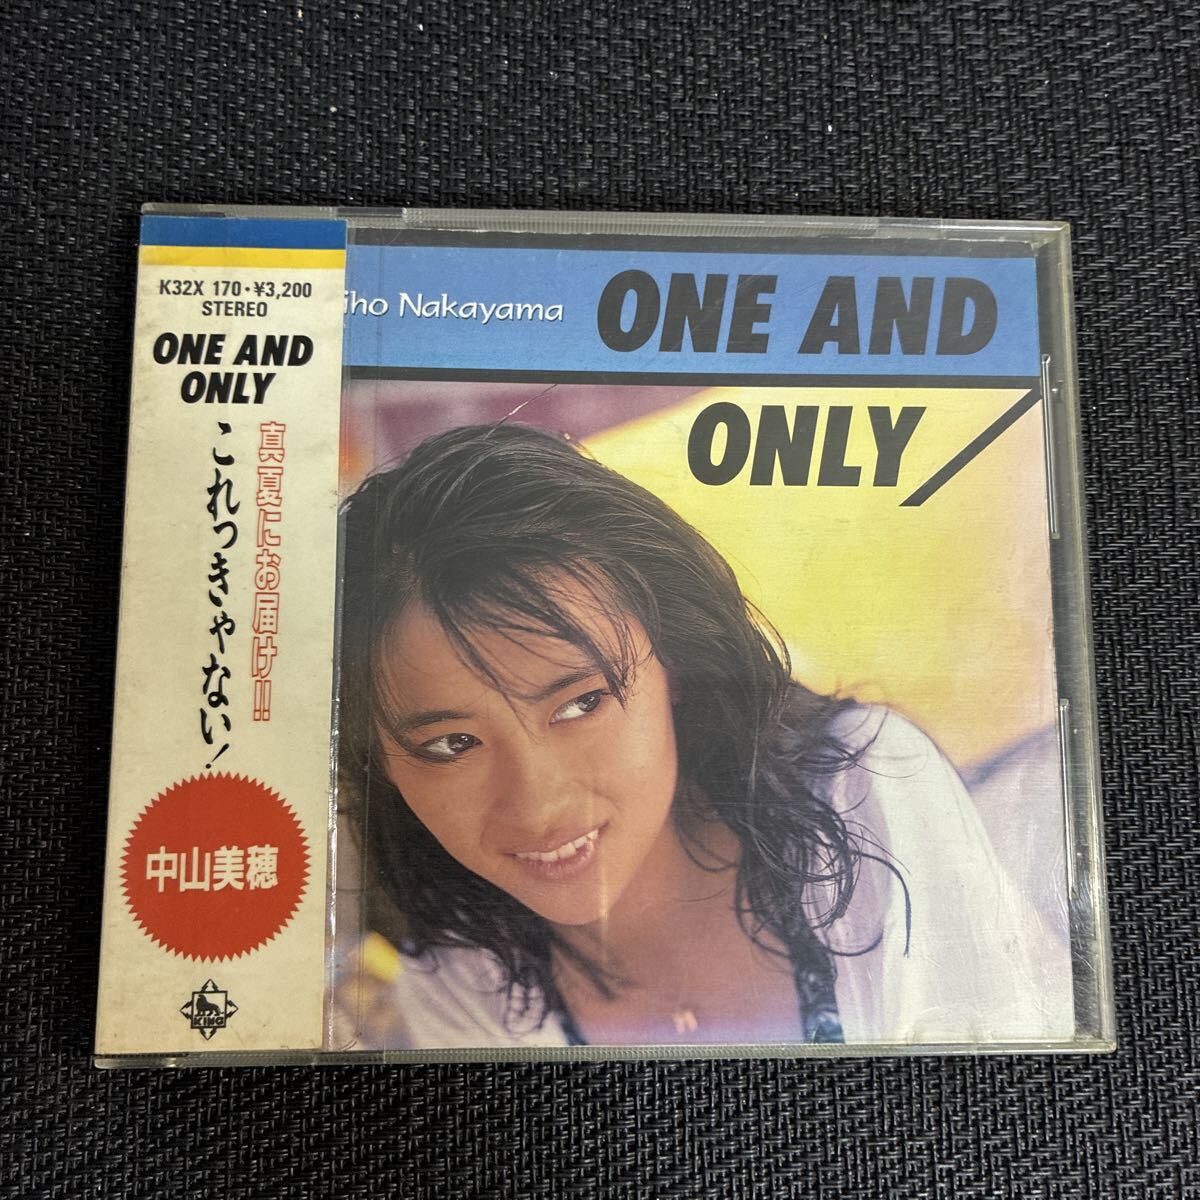 K32X 170・¥3,200
STEREO
ONE AND
ONLY
真夏にお届け!!
これっきゃない!
中山美穂
KING
iho Nakayama
ONE AND
ONLY